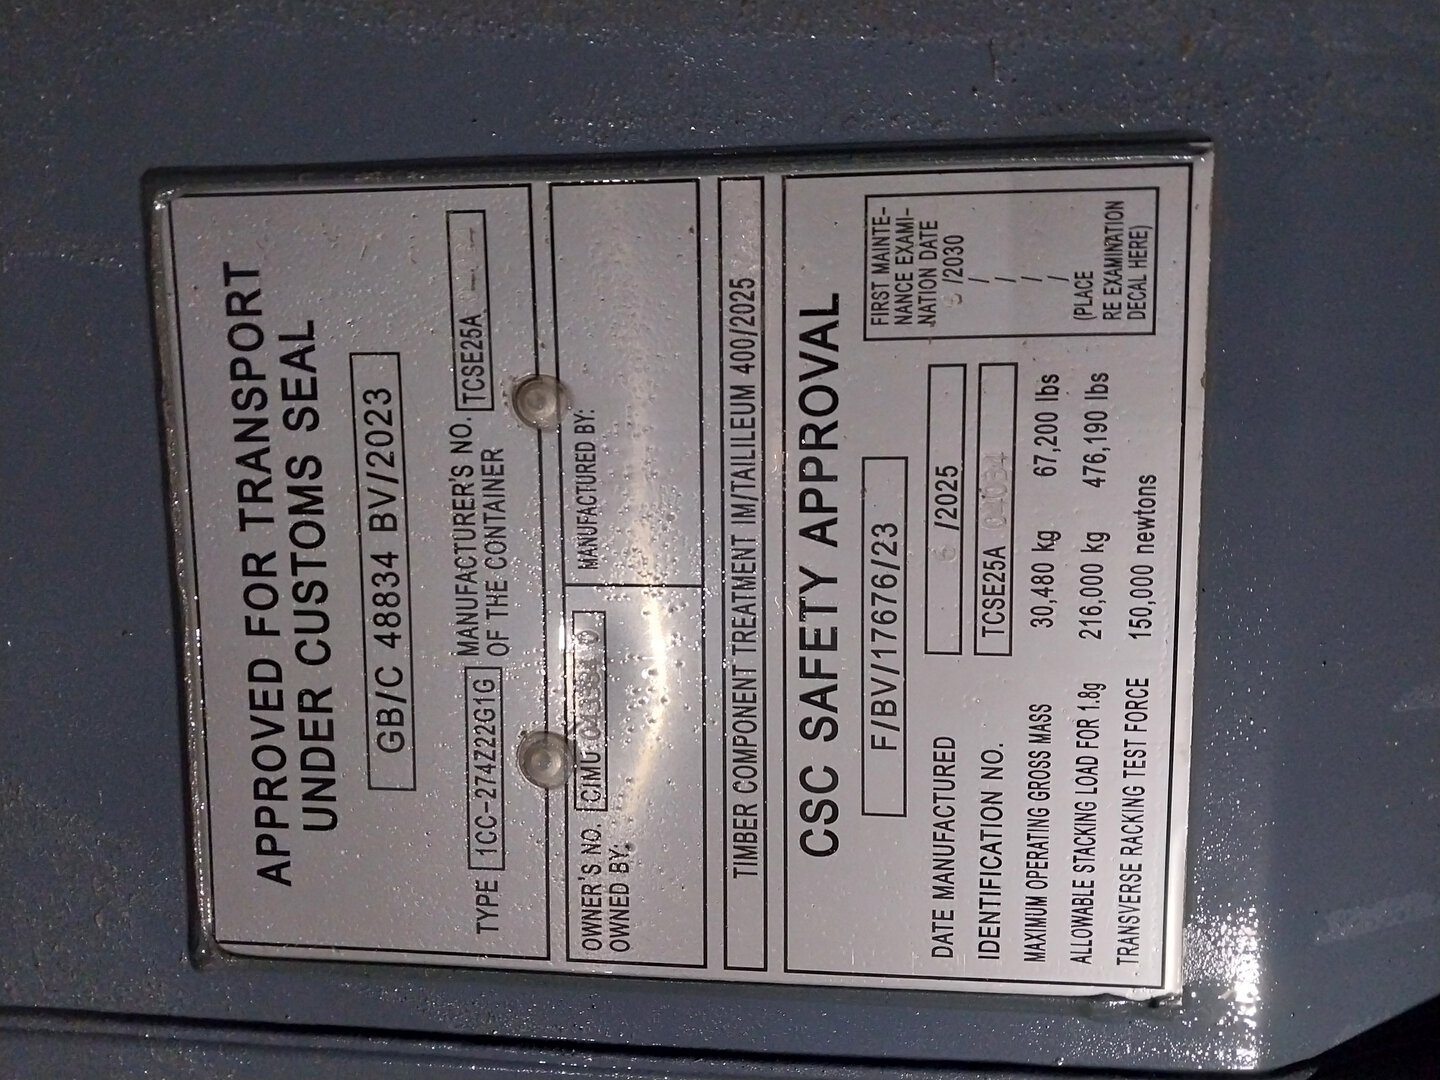 APPROVED FOR TRANSPORT
UNDER CUSTOMS SEAL
GB/C 48834 BV/2023
TYPE 1CC-274Z22G1G MANUFACTURER'S NO.
OF THE CONTAINER TCSE25A
OWNER'S NO. CIMU
OWNED BY:
MANUFACTURED BY:
TIMBER COMPONENT TREATMENT IM/TAILILEUM 400/2025
CSC SAFETY APPROVAL
F/BV/17676/23
DATE MANUFACTURED 6 /2025
IDENTIFICATION NO. TCSE25A
MAXIMUM OPERATING GROSS MASS 30,480 kg 67,200 lbs
ALLOWABLE STACKING LOAD FOR 1.8g 216,000 kg 476,190 lbs
TRANSVERSE RACKING TEST FORCE 150,000 newtons
FIRST MAINTE-
NANCE EXAMI-
NATION DATE
6 /2030
/
/
/
(PLACE
RE EXAMINATION
DECAL HERE)